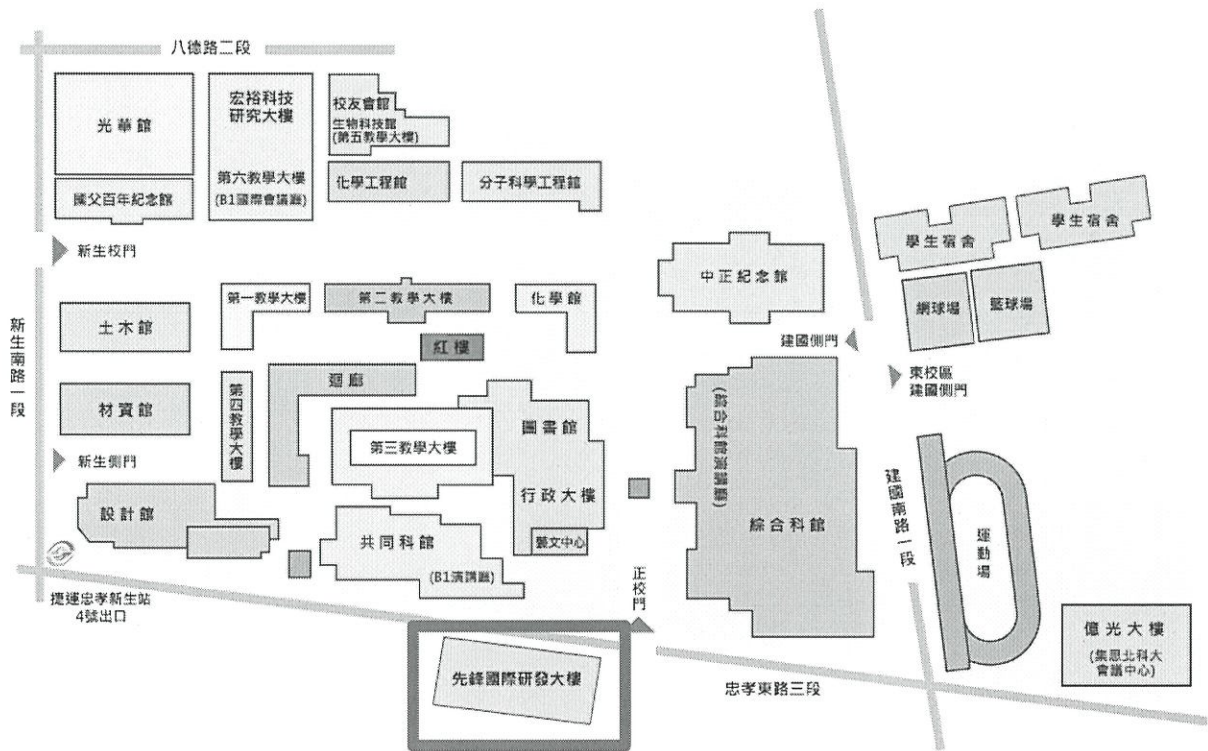 八德路二段
光華館
宏裕科技
研究大樓
第六教學大樓
(B1國際會議廳)
校友會館
生物科技館
(第五教學大樓)
國父百年紀念館
化學工程館
分子科學工程館
學生宿舍
學生宿舍
新生校門
中正紀念館
第一教學大樓
第二教學大樓
化學館
網球場
籃球場
新生南路一段
土木館
紅樓
建國側門
東校區
建國側門
材資館
第四教學大樓
迴廊
第三教學大樓
圖書館
行政大樓
藝文中心
(綜合科館演講廳)
綜合科館
新生側門
設計館
共同科館
(B1演講廳)
建國南路一段
運動場
捷運忠孝新生站
4號出口
正校門
先鋒國際研發大樓
忠孝東路三段
億光大樓
(集思北科大
會議中心)